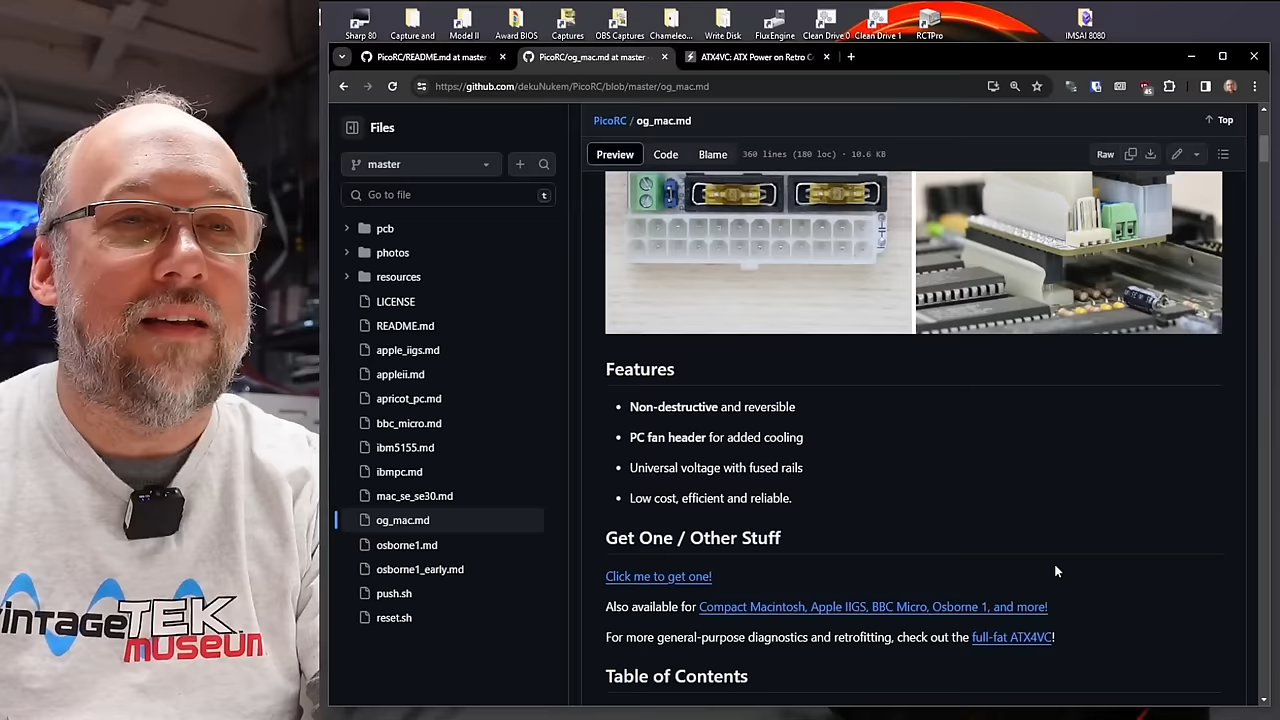 Sharp 80
Capture and
Model II
Award BIOS
Captures
OBS Captures
Chameleo...
Write Disk
FluxEngine
Clean Drive 0
Clean Drive 1
RCTPro
IMSAI 8080
PicoRC/README.md at master
PicoRC/og_mac.md at master
ATX4VC: ATX Power on Retro C
https://github.com/dekuNukem/PicoRC/blob/master/og_mac.md
45
Files
PicoRC / og_mac.md
Top
master
Preview
Code
Blame
360 lines (180 loc) · 10.6 KB
Raw
Go to file
t
pcb
photos
resources
LICENSE
README.md
apple_iigs.md
appleii.md
apricot_pc.md
bbc_micro.md
ibm5155.md
ibmpc.md
mac_se_se30.md
og_mac.md
osborne1.md
osborne1_early.md
push.sh
reset.sh
Features
Non-destructive and reversible
PC fan header for added cooling
Universal voltage with fused rails
Low cost, efficient and reliable.
Get One / Other Stuff
Click me to get one!
Also available for Compact Macintosh, Apple IIGS, BBC Micro, Osborne 1, and more!
For more general-purpose diagnostics and retrofitting, check out the full-fat ATX4VC!
Table of Contents
vintageTEK
museum